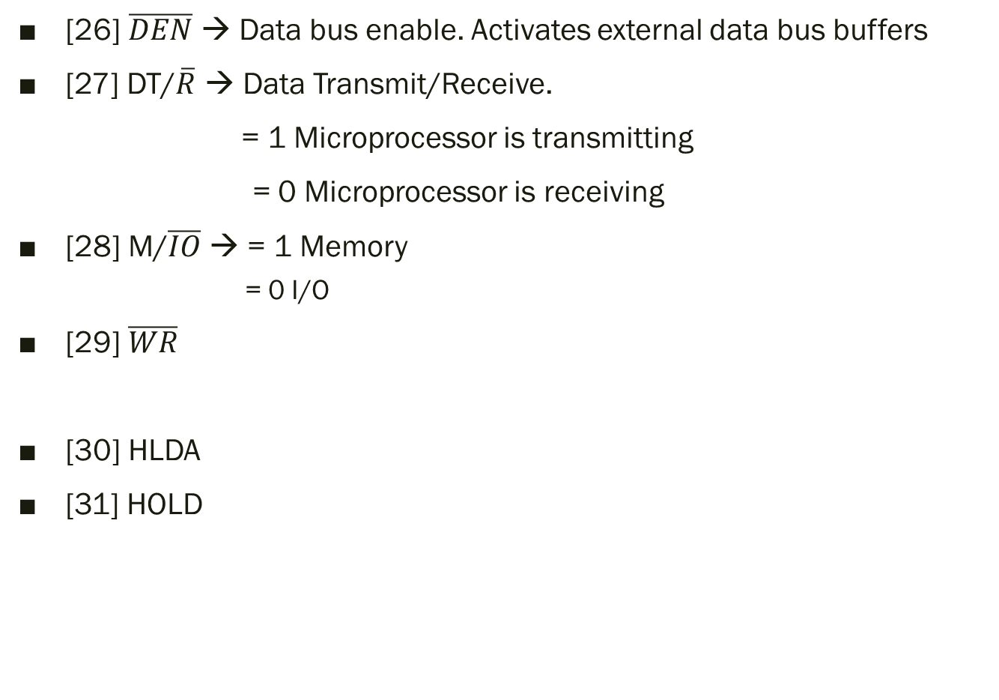 ■ [26] $\overline{DEN}$ → Data bus enable. Activates external data bus buffers
■ [27] DT/$\overline{R}$ → Data Transmit/Receive.
= 1 Microprocessor is transmitting
= 0 Microprocessor is receiving
■ [28] M/$\overline{IO}$ → = 1 Memory
= 0 I/O
■ [29] $\overline{WR}$
■ [30] HLDA
■ [31] HOLD